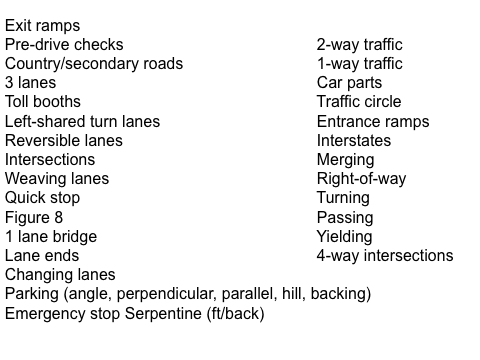 Exit ramps
Pre-drive checks 2-way traffic
Country/secondary roads 1-way traffic
3 lanes Car parts
Toll booths Traffic circle
Left-shared turn lanes Entrance ramps
Reversible lanes Interstates
Intersections Merging
Weaving lanes Right-of-way
Quick stop Turning
Figure 8 Passing
1 lane bridge Yielding
Lane ends 4-way intersections
Changing lanes
Parking (angle, perpendicular, parallel, hill, backing)
Emergency stop Serpentine (ft/back)